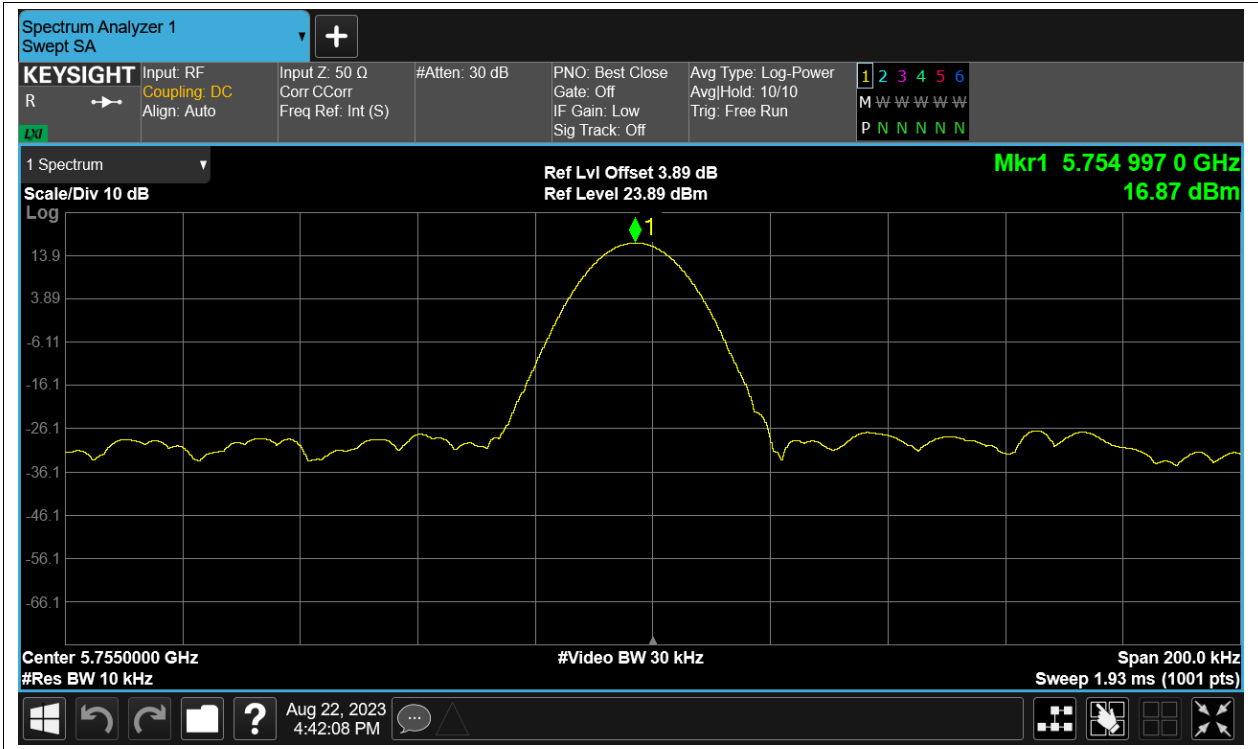 Spectrum Analyzer 1
Swept SA
KEYSIGHT
R
LXI
Input: RF
Coupling: DC
Align: Auto
Input Z: 50 Ω
Corr CCorr
Freq Ref: Int (S)
#Atten: 30 dB
PNO: Best Close
Gate: Off
IF Gain: Low
Sig Track: Off
Avg Type: Log-Power
Avg|Hold: 10/10
Trig: Free Run
1 2 3 4 5 6
M W W W W W
P N N N N N
1 Spectrum
Scale/Div 10 dB
Log
Ref Lvl Offset 3.89 dB
Ref Level 23.89 dBm
Mkr1 5.754 997 0 GHz
16.87 dBm
1
13.9
3.89
-6.11
-16.1
-26.1
-36.1
-46.1
-56.1
-66.1
Center 5.7550000 GHz
#Res BW 10 kHz
#Video BW 30 kHz
Span 200.0 kHz
Sweep 1.93 ms (1001 pts)
?
Aug 22, 2023
4:42:08 PM